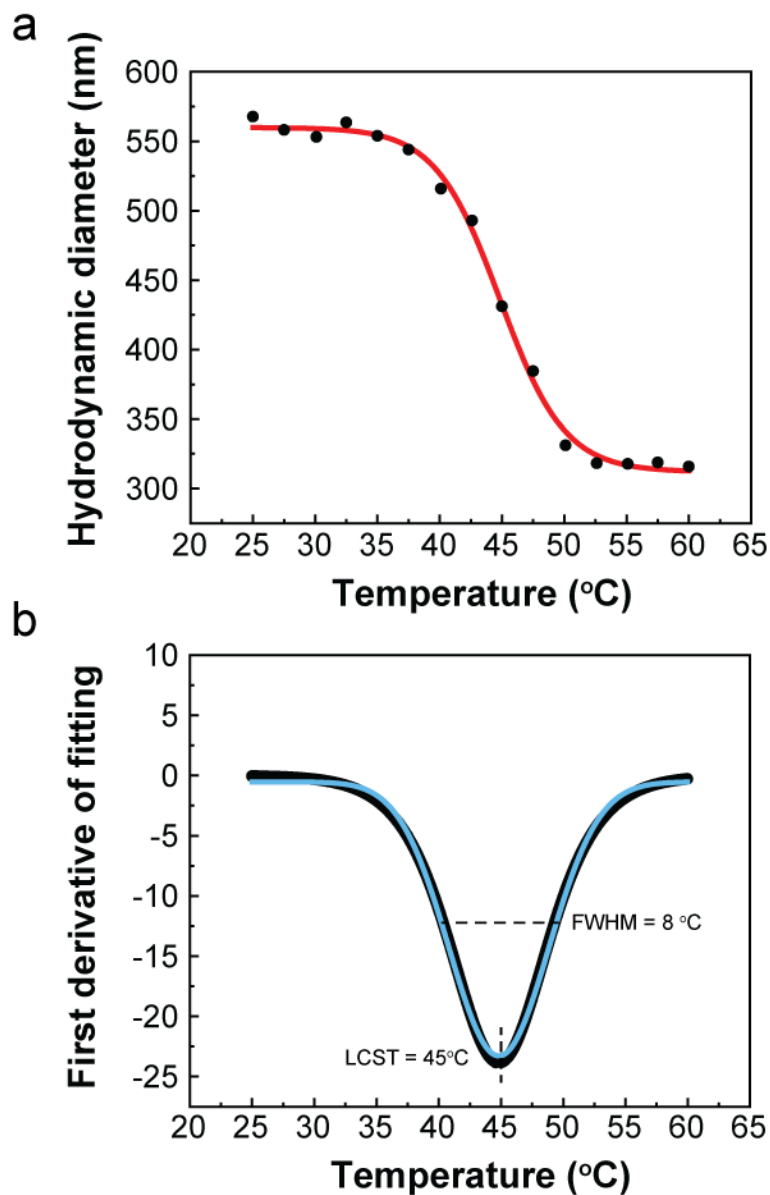 a
600
550
500
450
400
350
300
Hydrodynamic diameter (nm)
20 25 30 35 40 45 50 55 60 65
Temperature (°C)
b
10
5
0
-5
-10
-15
-20
-25
First derivative of fitting
FWHM = 8 °C
LCST = 45°C
20 25 30 35 40 45 50 55 60 65
Temperature (°C)